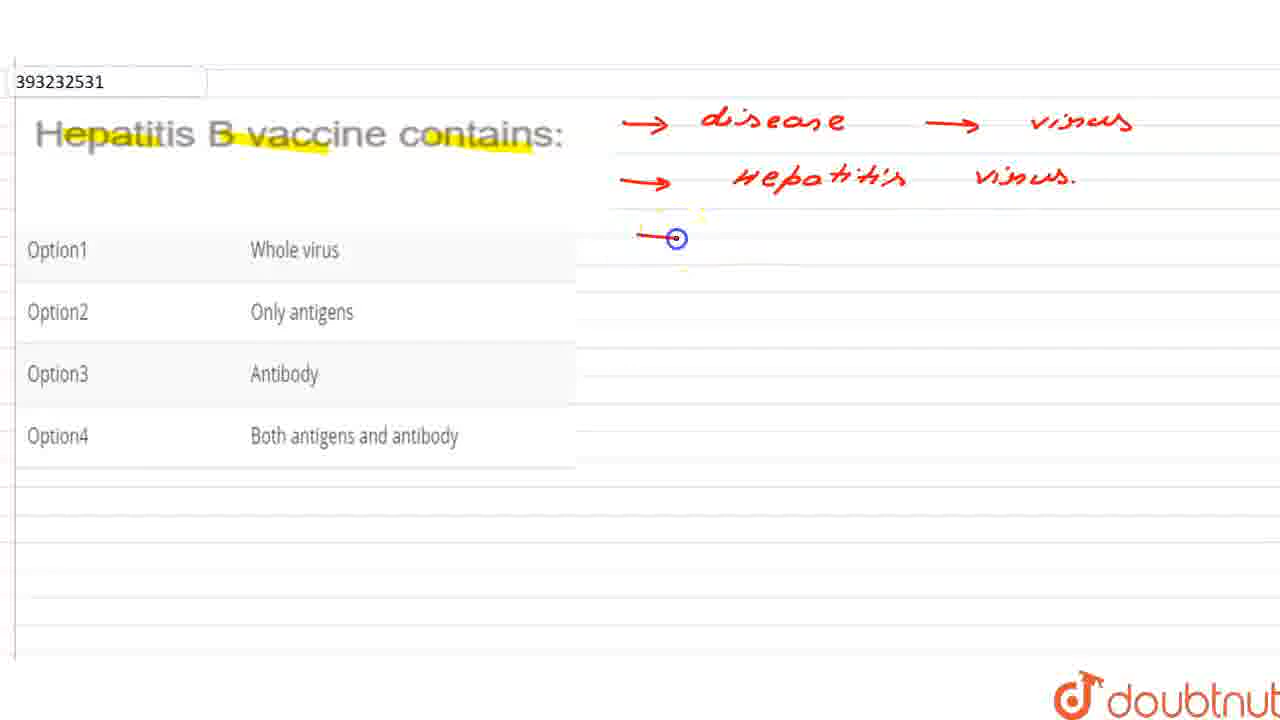 393232531
Hepatitis B vaccine contains:
→ disease → virus
→ Hepatitis virus.
Option1 Whole virus
Option2 Only antigens
Option3 Antibody
Option4 Both antigens and antibody
doubtnut